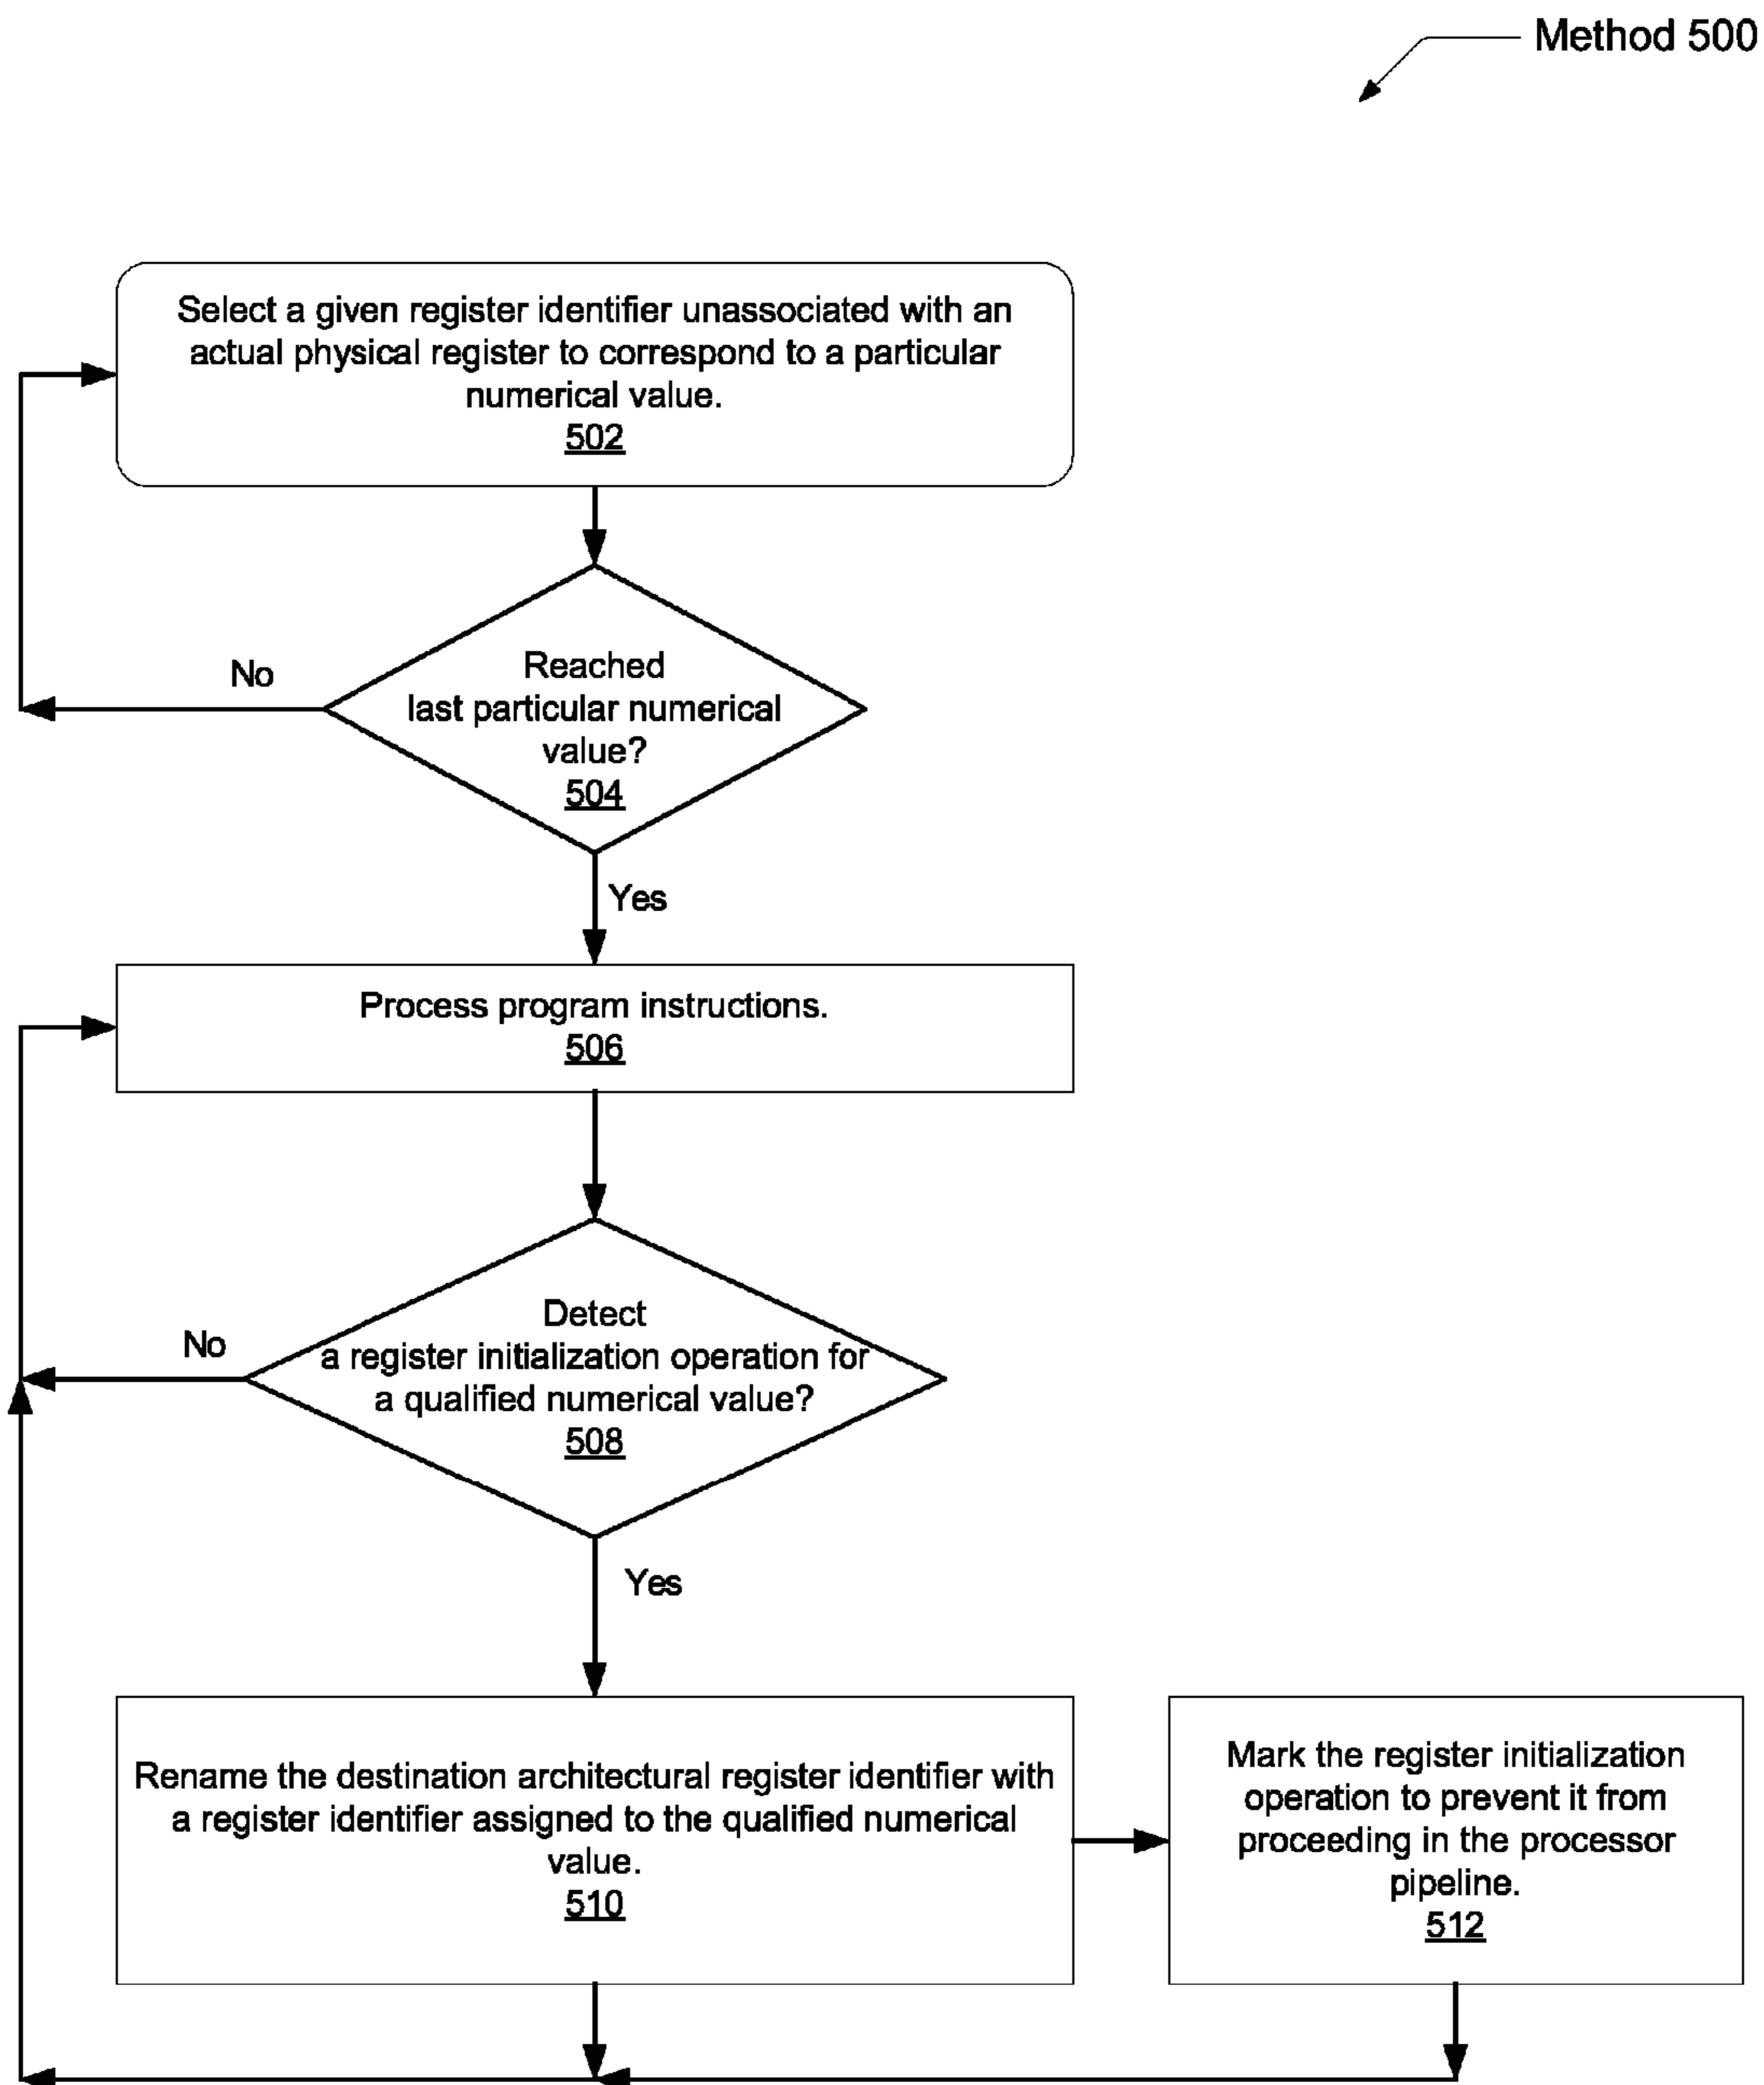 Method 500
Select a given register identifier unassociated with an
actual physical register to correspond to a particular
numerical value.
502
Reached
last particular numerical
value?
504
No
Yes
Process program instructions.
506
Detect
a register initialization operation for
a qualified numerical value?
508
No
Yes
Rename the destination architectural register identifier with
a register identifier assigned to the qualified numerical
value.
510
Mark the register initialization
operation to prevent it from
proceeding in the processor
pipeline.
512